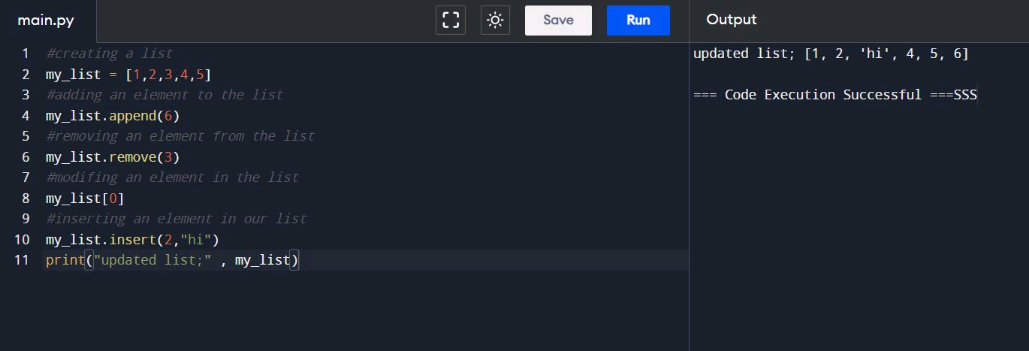 main.py
Save
Run
Output
1 #creating a list
2 my_list = [1,2,3,4,5]
3 #adding an element to the list
4 my_list.append(6)
5 #removing an element from the list
6 my_list.remove(3)
7 #modifing an element in the list
8 my_list[0]
9 #inserting an element in our list
10 my_list.insert(2,"hi")
11 print("updated list;" , my_list)
updated list; [1, 2, 'hi', 4, 5, 6]
=== Code Execution Successful ===SSS